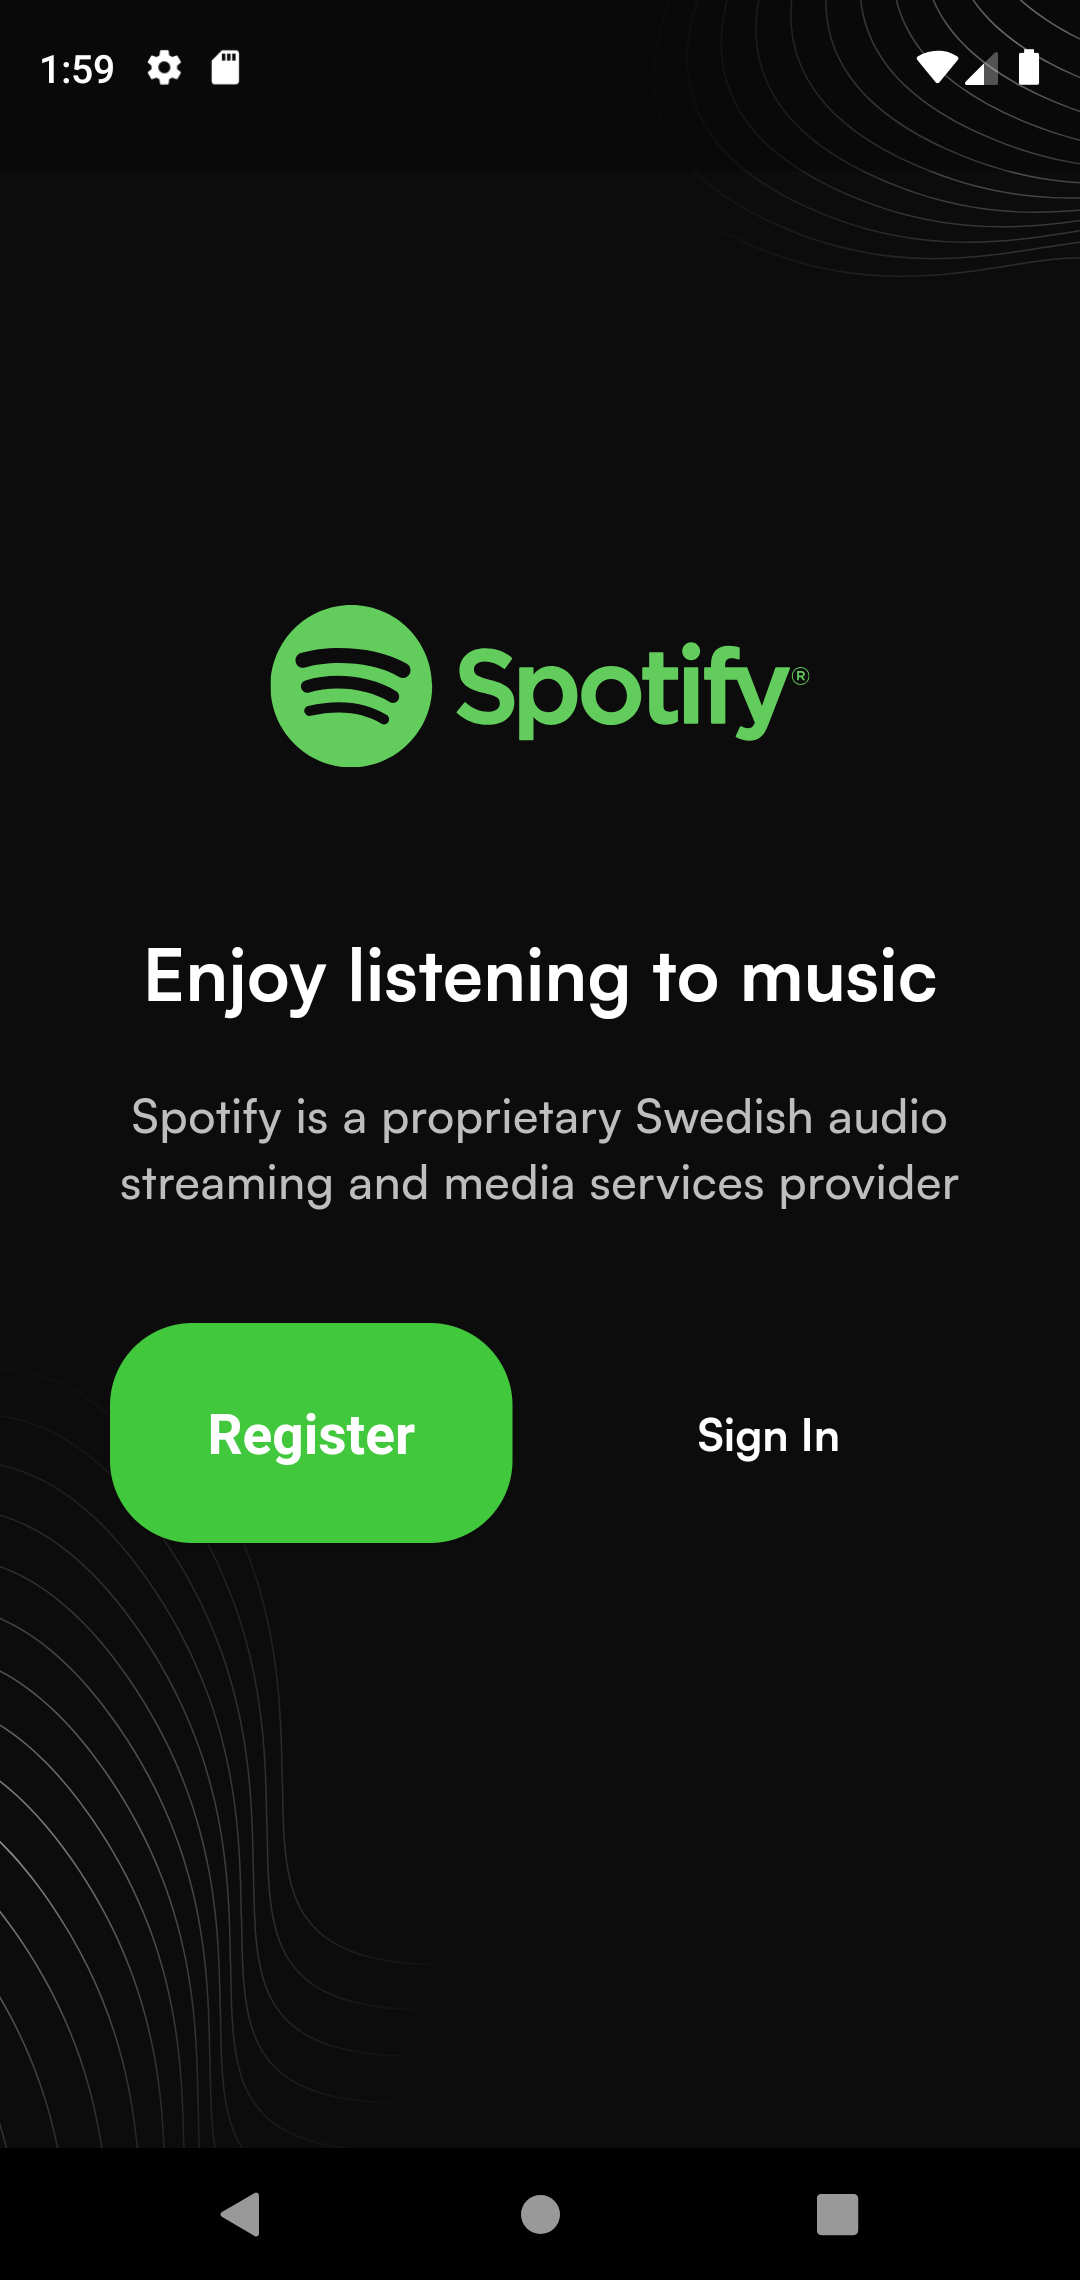 1:59
Spotify®
Enjoy listening to music
Spotify is a proprietary Swedish audio
streaming and media services provider
Register
Sign In